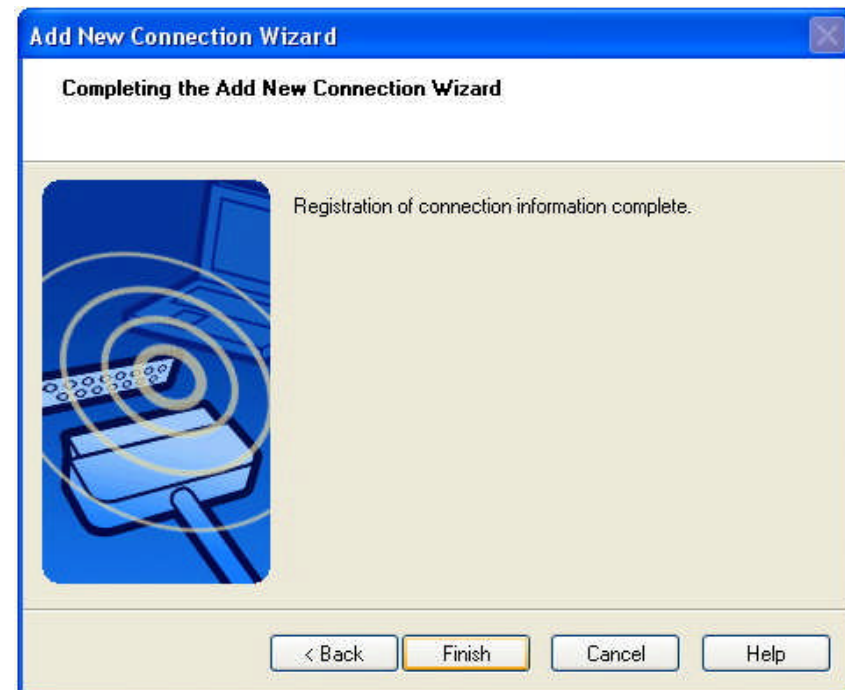 Add New Connection Wizard
Completing the Add New Connection Wizard
Registration of connection information complete.
< Back
Finish
Cancel
Help